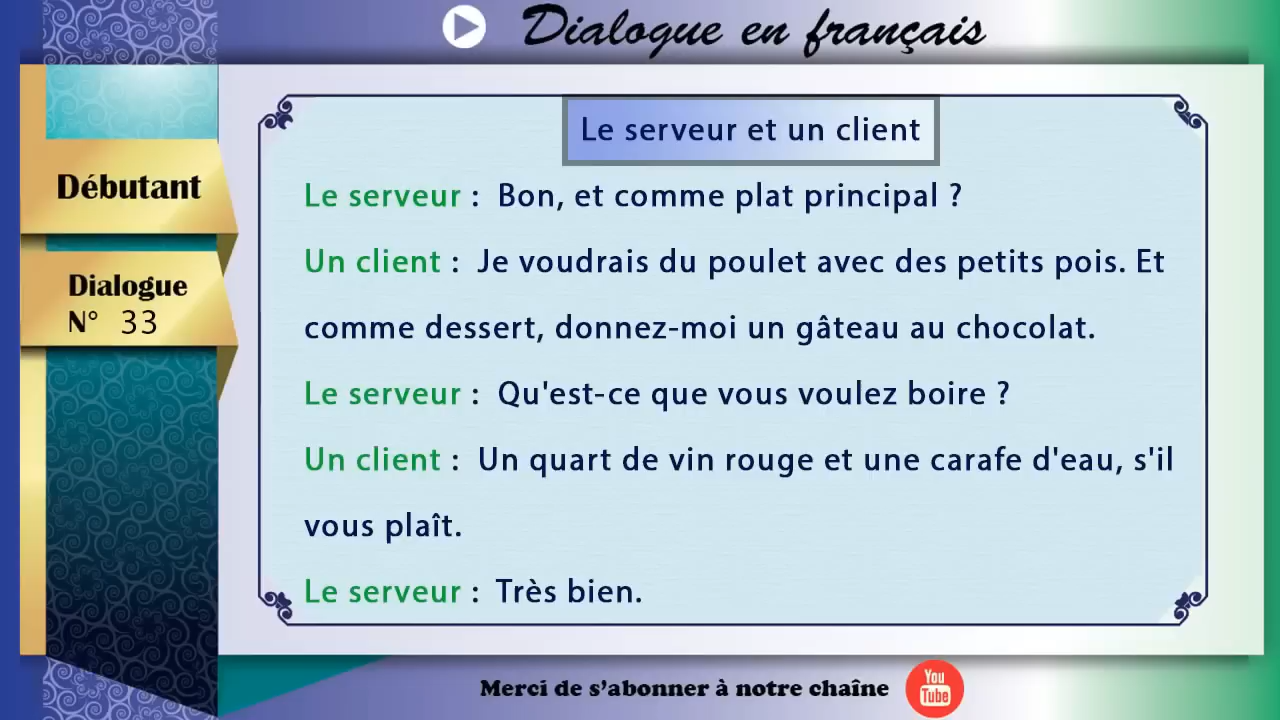 Dialogue en français
Débutant
Dialogue
N° 33
Le serveur et un client
Le serveur : Bon, et comme plat principal ?
Un client : Je voudrais du poulet avec des petits pois. Et
comme dessert, donnez-moi un gâteau au chocolat.
Le serveur : Qu'est-ce que vous voulez boire ?
Un client : Un quart de vin rouge et une carafe d'eau, s'il
vous plaît.
Le serveur : Très bien.
Merci de s’abonner à notre chaîne
You
Tube